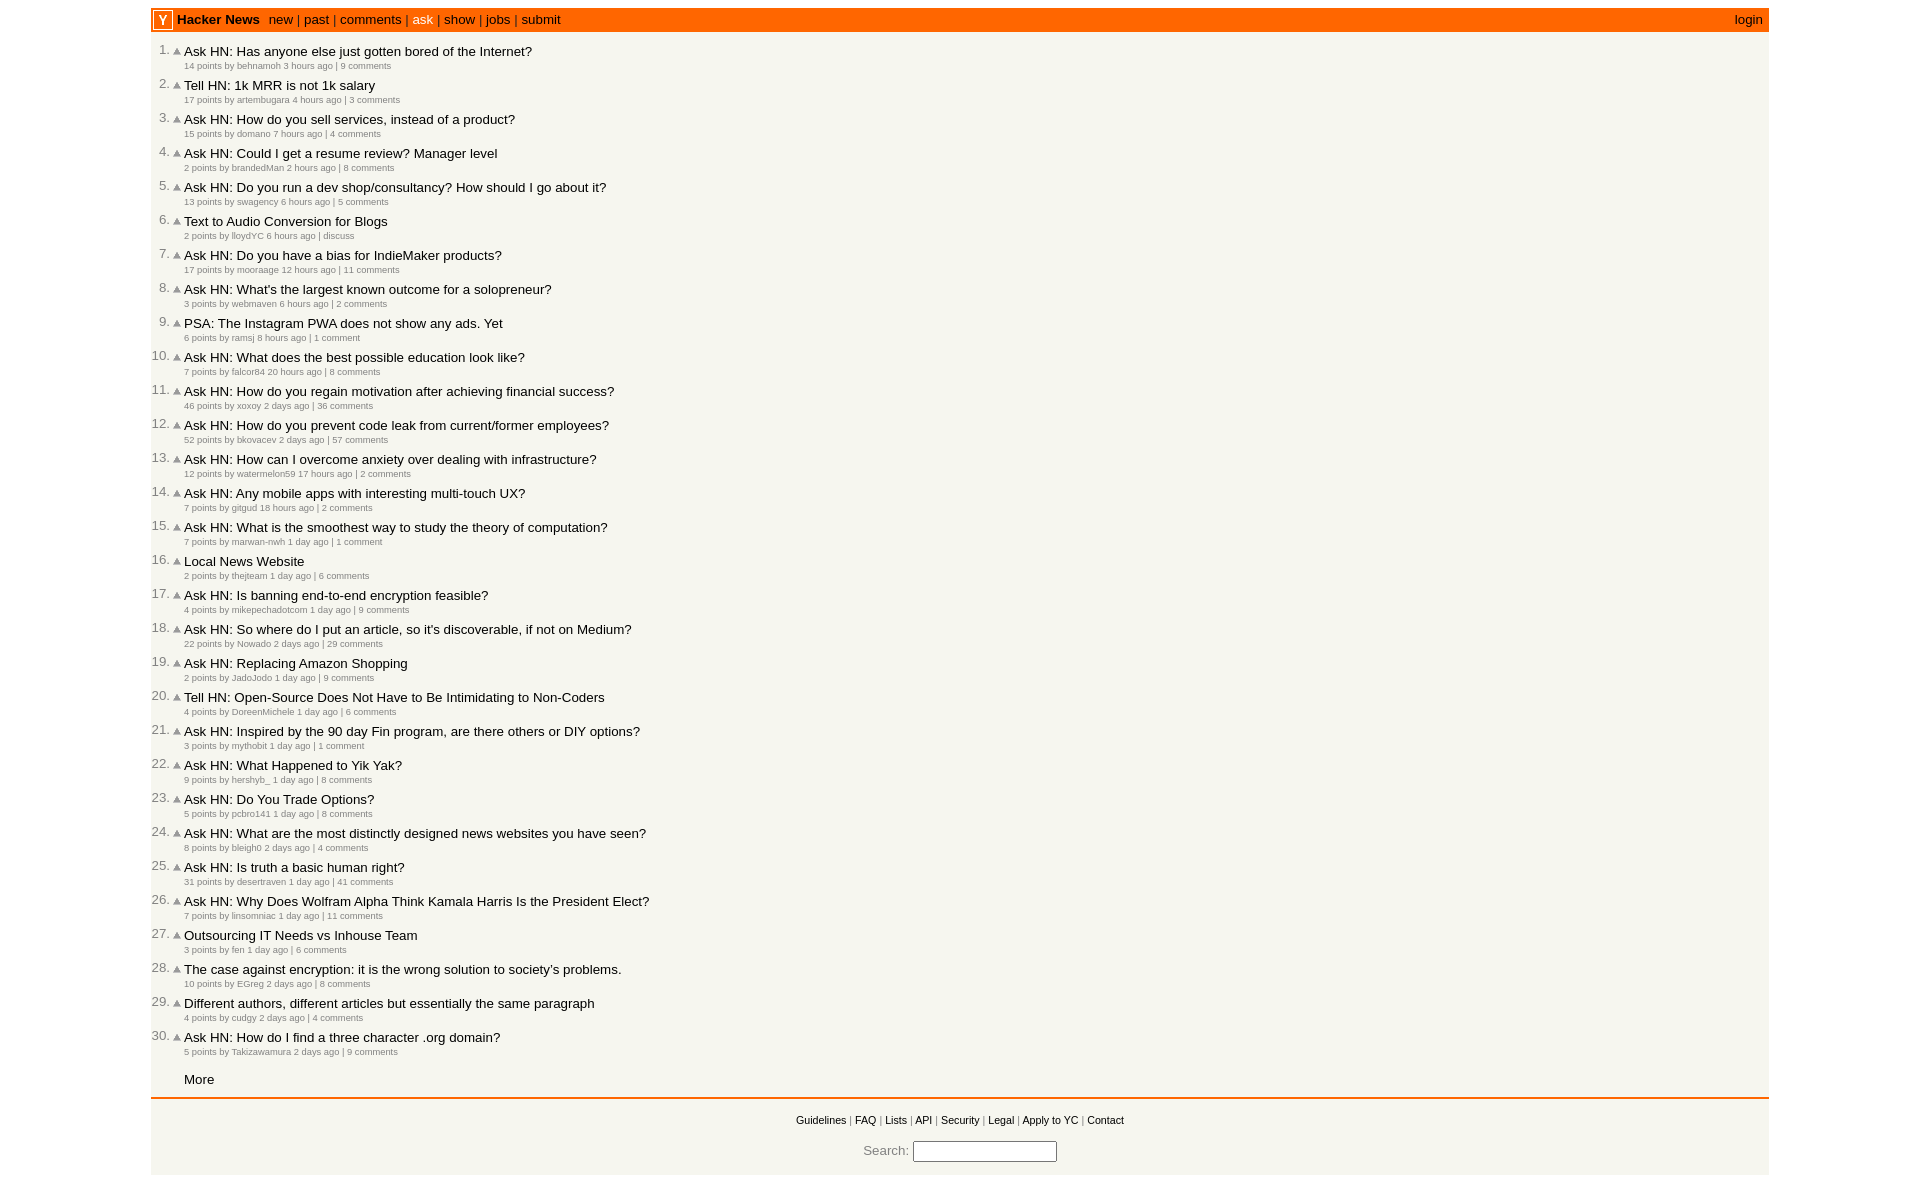 Y Hacker News new | past | comments | ask | show | jobs | submit login
1. Ask HN: Has anyone else just gotten bored of the Internet?
14 points by behnamoh 3 hours ago | 9 comments
2. Tell HN: 1k MRR is not 1k salary
17 points by artembugara 4 hours ago | 3 comments
3. Ask HN: How do you sell services, instead of a product?
15 points by domano 7 hours ago | 4 comments
4. Ask HN: Could I get a resume review? Manager level
2 points by brandedMan 2 hours ago | 8 comments
5. Ask HN: Do you run a dev shop/consultancy? How should I go about it?
13 points by swagency 6 hours ago | 5 comments
6. Text to Audio Conversion for Blogs
2 points by lloydYC 6 hours ago | discuss
7. Ask HN: Do you have a bias for IndieMaker products?
17 points by mooraage 12 hours ago | 11 comments
8. Ask HN: What's the largest known outcome for a solopreneur?
3 points by webmaven 6 hours ago | 2 comments
9. PSA: The Instagram PWA does not show any ads. Yet
6 points by ramsj 8 hours ago | 1 comment
10. Ask HN: What does the best possible education look like?
7 points by falcor84 20 hours ago | 8 comments
11. Ask HN: How do you regain motivation after achieving financial success?
46 points by xoxoy 2 days ago | 36 comments
12. Ask HN: How do you prevent code leak from current/former employees?
52 points by bkovacev 2 days ago | 57 comments
13. Ask HN: How can I overcome anxiety over dealing with infrastructure?
12 points by watermelon59 17 hours ago | 2 comments
14. Ask HN: Any mobile apps with interesting multi-touch UX?
7 points by gitgud 18 hours ago | 2 comments
15. Ask HN: What is the smoothest way to study the theory of computation?
7 points by marwan-nwh 1 day ago | 1 comment
16. Local News Website
2 points by thejteam 1 day ago | 6 comments
17. Ask HN: Is banning end-to-end encryption feasible?
4 points by mikepechadotcom 1 day ago | 9 comments
18. Ask HN: So where do I put an article, so it's discoverable, if not on Medium?
22 points by Nowado 2 days ago | 29 comments
19. Ask HN: Replacing Amazon Shopping
2 points by JadoJodo 1 day ago | 9 comments
20. Tell HN: Open-Source Does Not Have to Be Intimidating to Non-Coders
4 points by DoreenMichele 1 day ago | 6 comments
21. Ask HN: Inspired by the 90 day Fin program, are there others or DIY options?
3 points by mythobit 1 day ago | 1 comment
22. Ask HN: What Happened to Yik Yak?
9 points by hershyb_ 1 day ago | 8 comments
23. Ask HN: Do You Trade Options?
5 points by pcbro141 1 day ago | 8 comments
24. Ask HN: What are the most distinctly designed news websites you have seen?
8 points by bleigh0 2 days ago | 4 comments
25. Ask HN: Is truth a basic human right?
31 points by desertraven 1 day ago | 41 comments
26. Ask HN: Why Does Wolfram Alpha Think Kamala Harris Is the President Elect?
7 points by linsomniac 1 day ago | 11 comments
27. Outsourcing IT Needs vs Inhouse Team
3 points by fen 1 day ago | 6 comments
28. The case against encryption: it is the wrong solution to society’s problems.
10 points by EGreg 2 days ago | 8 comments
29. Different authors, different articles but essentially the same paragraph
4 points by cudgy 2 days ago | 4 comments
30. Ask HN: How do I find a three character .org domain?
5 points by Takizawamura 2 days ago | 9 comments
More
Guidelines | FAQ | Lists | API | Security | Legal | Apply to YC | Contact
Search: